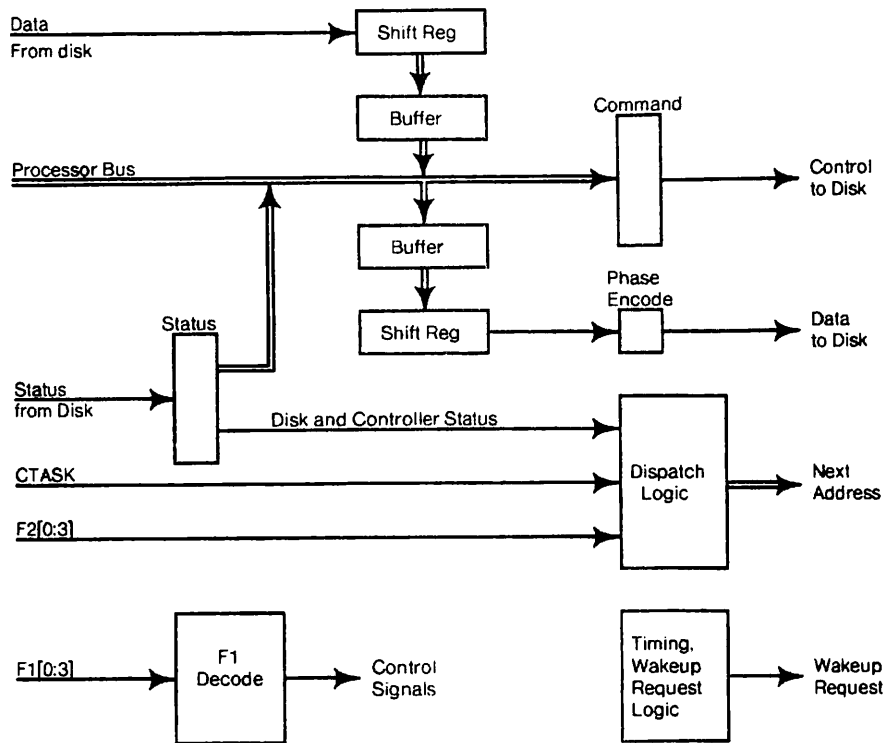 Data
From disk
Shift Reg
Buffer
Command
Processor Bus
Control
to Disk
Buffer
Phase
Encode
Status
Shift Reg
Data
to Disk
Status
from Disk
Disk and Controller Status
CTASK
Dispatch
Logic
Next
Address
F2[0:3]
F1[0:3]
F1
Decode
Control
Signals
Timing,
Wakeup
Request
Logic
Wakeup
Request